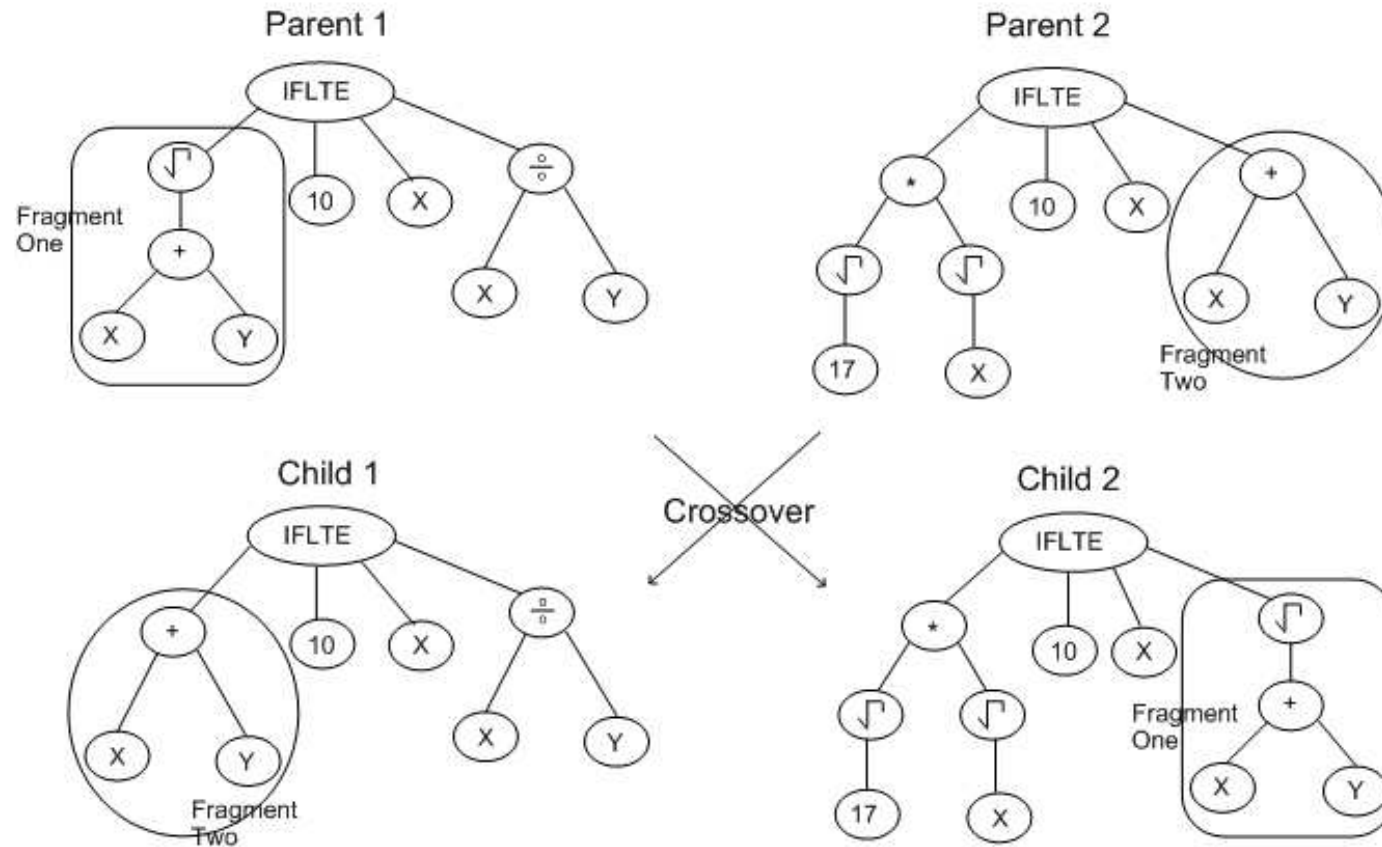 Parent 1
Parent 2
IFLTE
IFLTE
√
10
X
÷
*
10
X
+
Fragment
One
+
X
Y
X
Y
√
√
X
Y
17
X
Fragment
Two
Crossover
Child 1
Child 2
IFLTE
IFLTE
+
10
X
÷
*
10
X
√
X
Y
X
Y
Fragment
Two
√
√
+
Fragment
One
17
X
X
Y